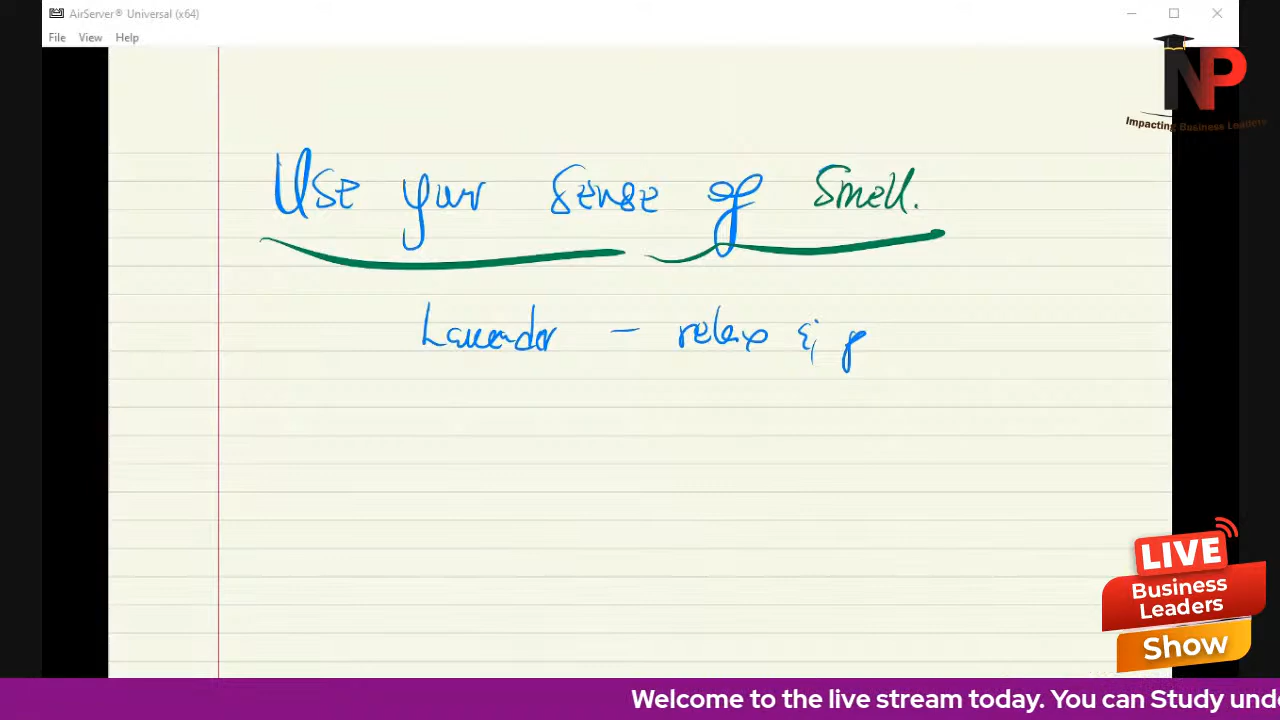 AirServer® Universal (x64)
File View Help
NP
Impacting Business Leaders
Use your sense of Smell.
Lavender – relax & p
LIVE
Business
Leaders
Show
Welcome to the live stream today. You can Study unde